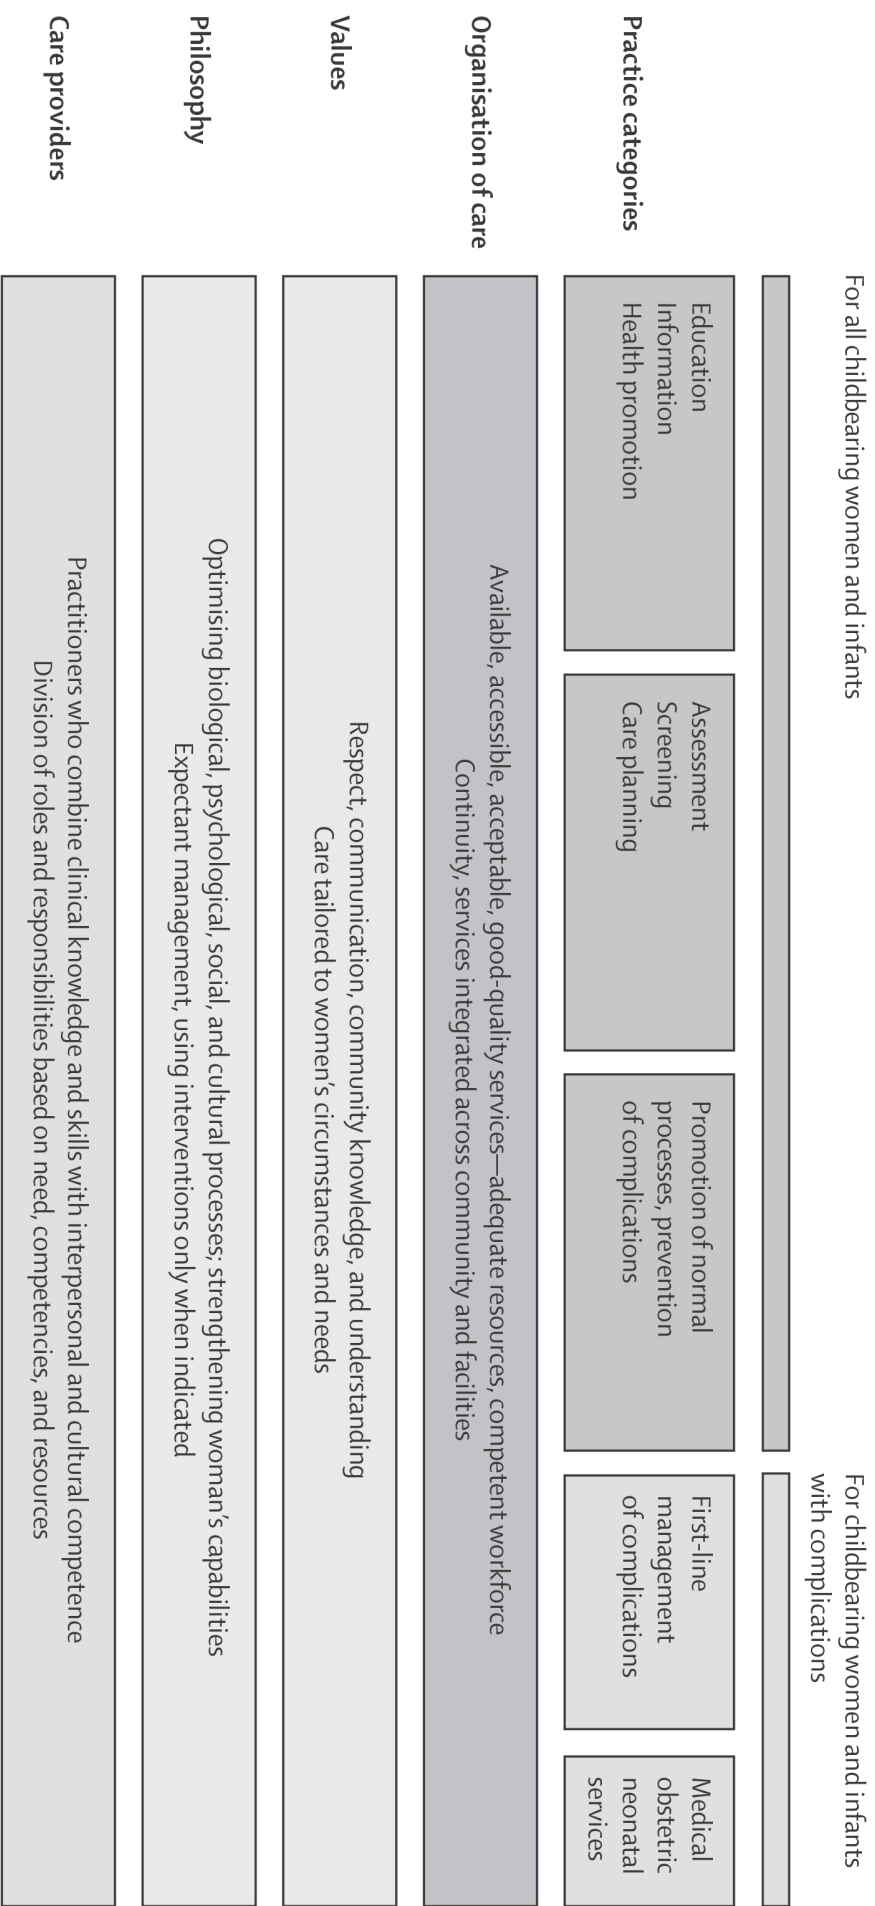 For all childbearing women and infants
For childbearing women and infants
with complications
Practice categories
Education
Information
Health promotion
Assessment
Screening
Care planning
Promotion of normal
processes, prevention
of complications
First-line
management
of complications
Medical
obstetric
neonatal
services
Organisation of care
Available, accessible, acceptable, good-quality services—adequate resources, competent workforce
Continuity, services integrated across community and facilities
Values
Respect, communication, community knowledge, and understanding
Care tailored to women's circumstances and needs
Philosophy
Optimising biological, psychological, social, and cultural processes; strengthening woman's capabilities
Expectant management, using interventions only when indicated
Care providers
Practitioners who combine clinical knowledge and skills with interpersonal and cultural competence
Division of roles and responsibilities based on need, competencies, and resources